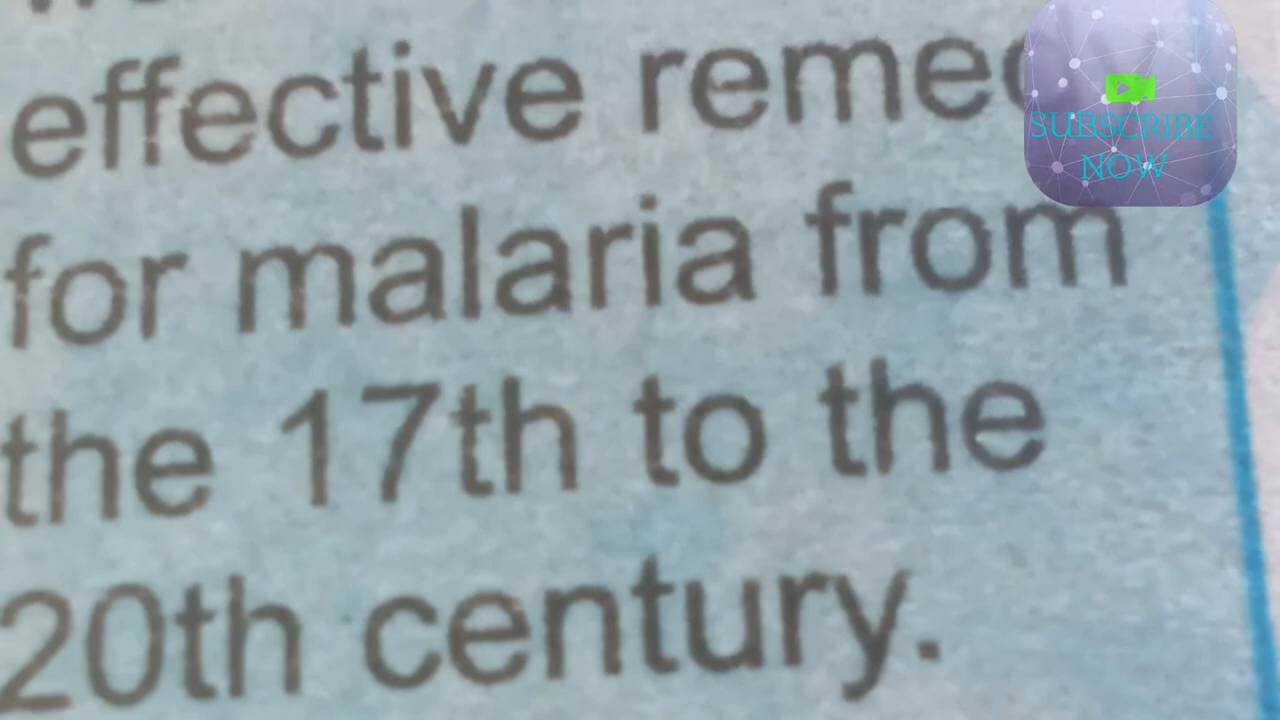 effective
for malaria from
the 17th to the
20th century.
SUBSCRIBE
NOW